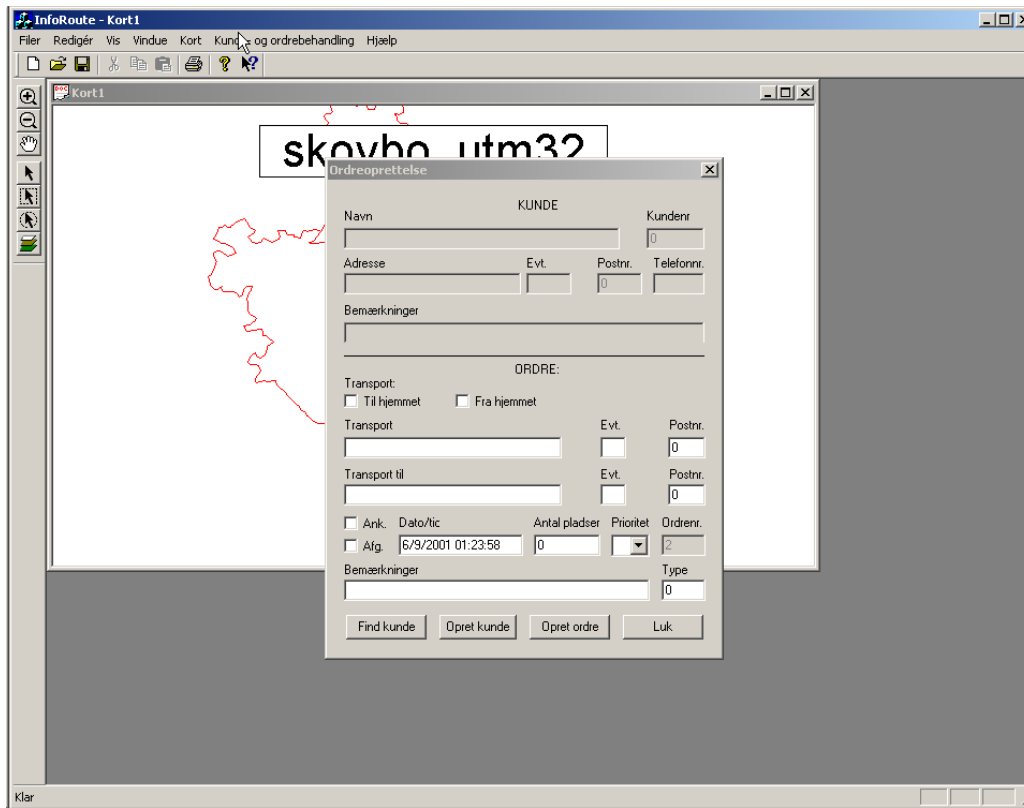 InfoRoute - Kort1
Filer Redigér Vis Vindue Kort Kunde- og ordrebehandling Hjælp
Kort1
skovbo_utm32
Ordreoprettelse
KUNDE
Navn Kundenr
0
Adresse Evt. Postnr. Telefonnr.
0
Bemærkninger
ORDRE:
Transport:
Til hjemmet Fra hjemmet
Transport Evt. Postnr.
0
Transport til Evt. Postnr.
0
Ank. Dato/tic Antal pladser Prioritet Ordrenr.
Afg. 6/9/2001 01:23:58 0 2
Bemærkninger Type
0
Find kunde Opret kunde Opret ordre Luk
Klar